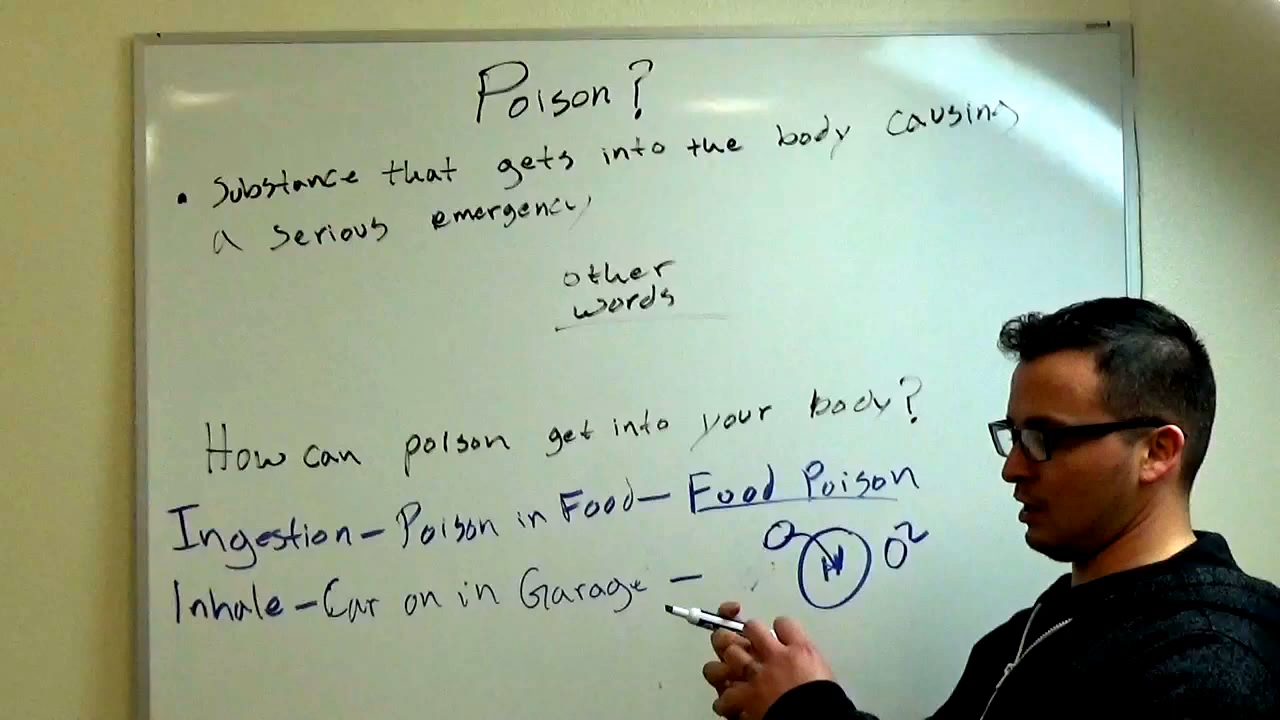 Poison?
• Substance that gets into the body causing
a serious emergency
other
words
How can poison get into your body?
Ingestion - Poison in Food - Food Poison
Inhale - Car on in Garage -
O²